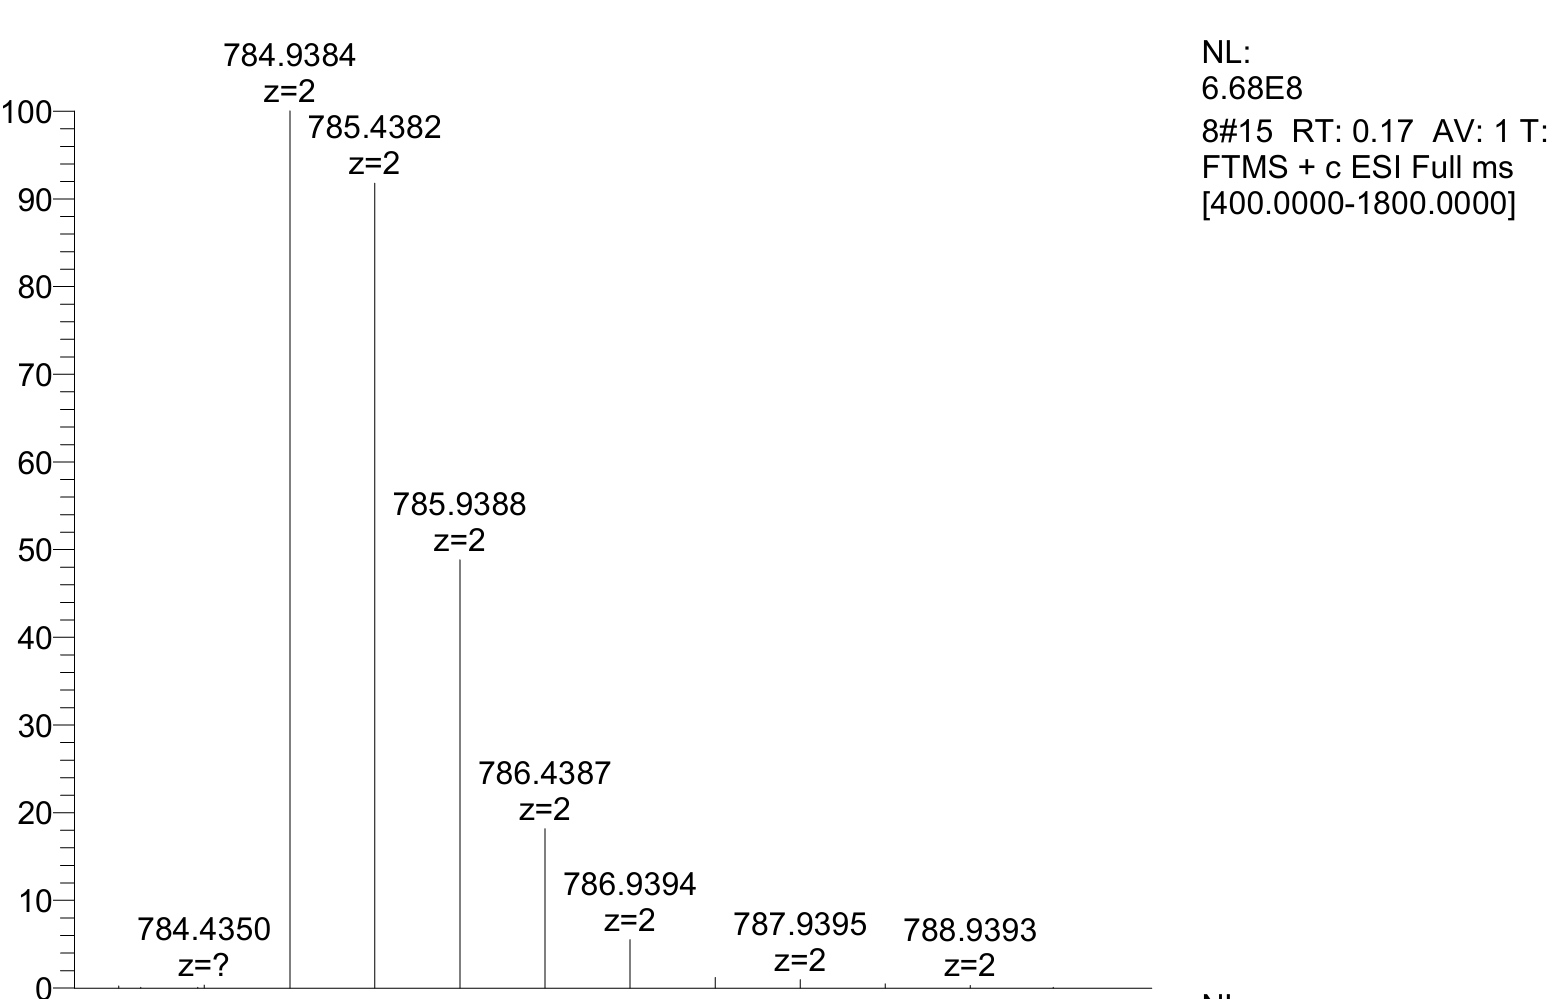 784.9384
z=2
785.4382
z=2
785.9388
z=2
786.4387
z=2
786.9394
z=2
787.9395
z=2
788.9393
z=2
784.4350
z=?
100
90
80
70
60
50
40
30
20
10
0
NL:
6.68E8
8#15 RT: 0.17 AV: 1 T:
FTMS + c ESI Full ms
[400.0000-1800.0000]